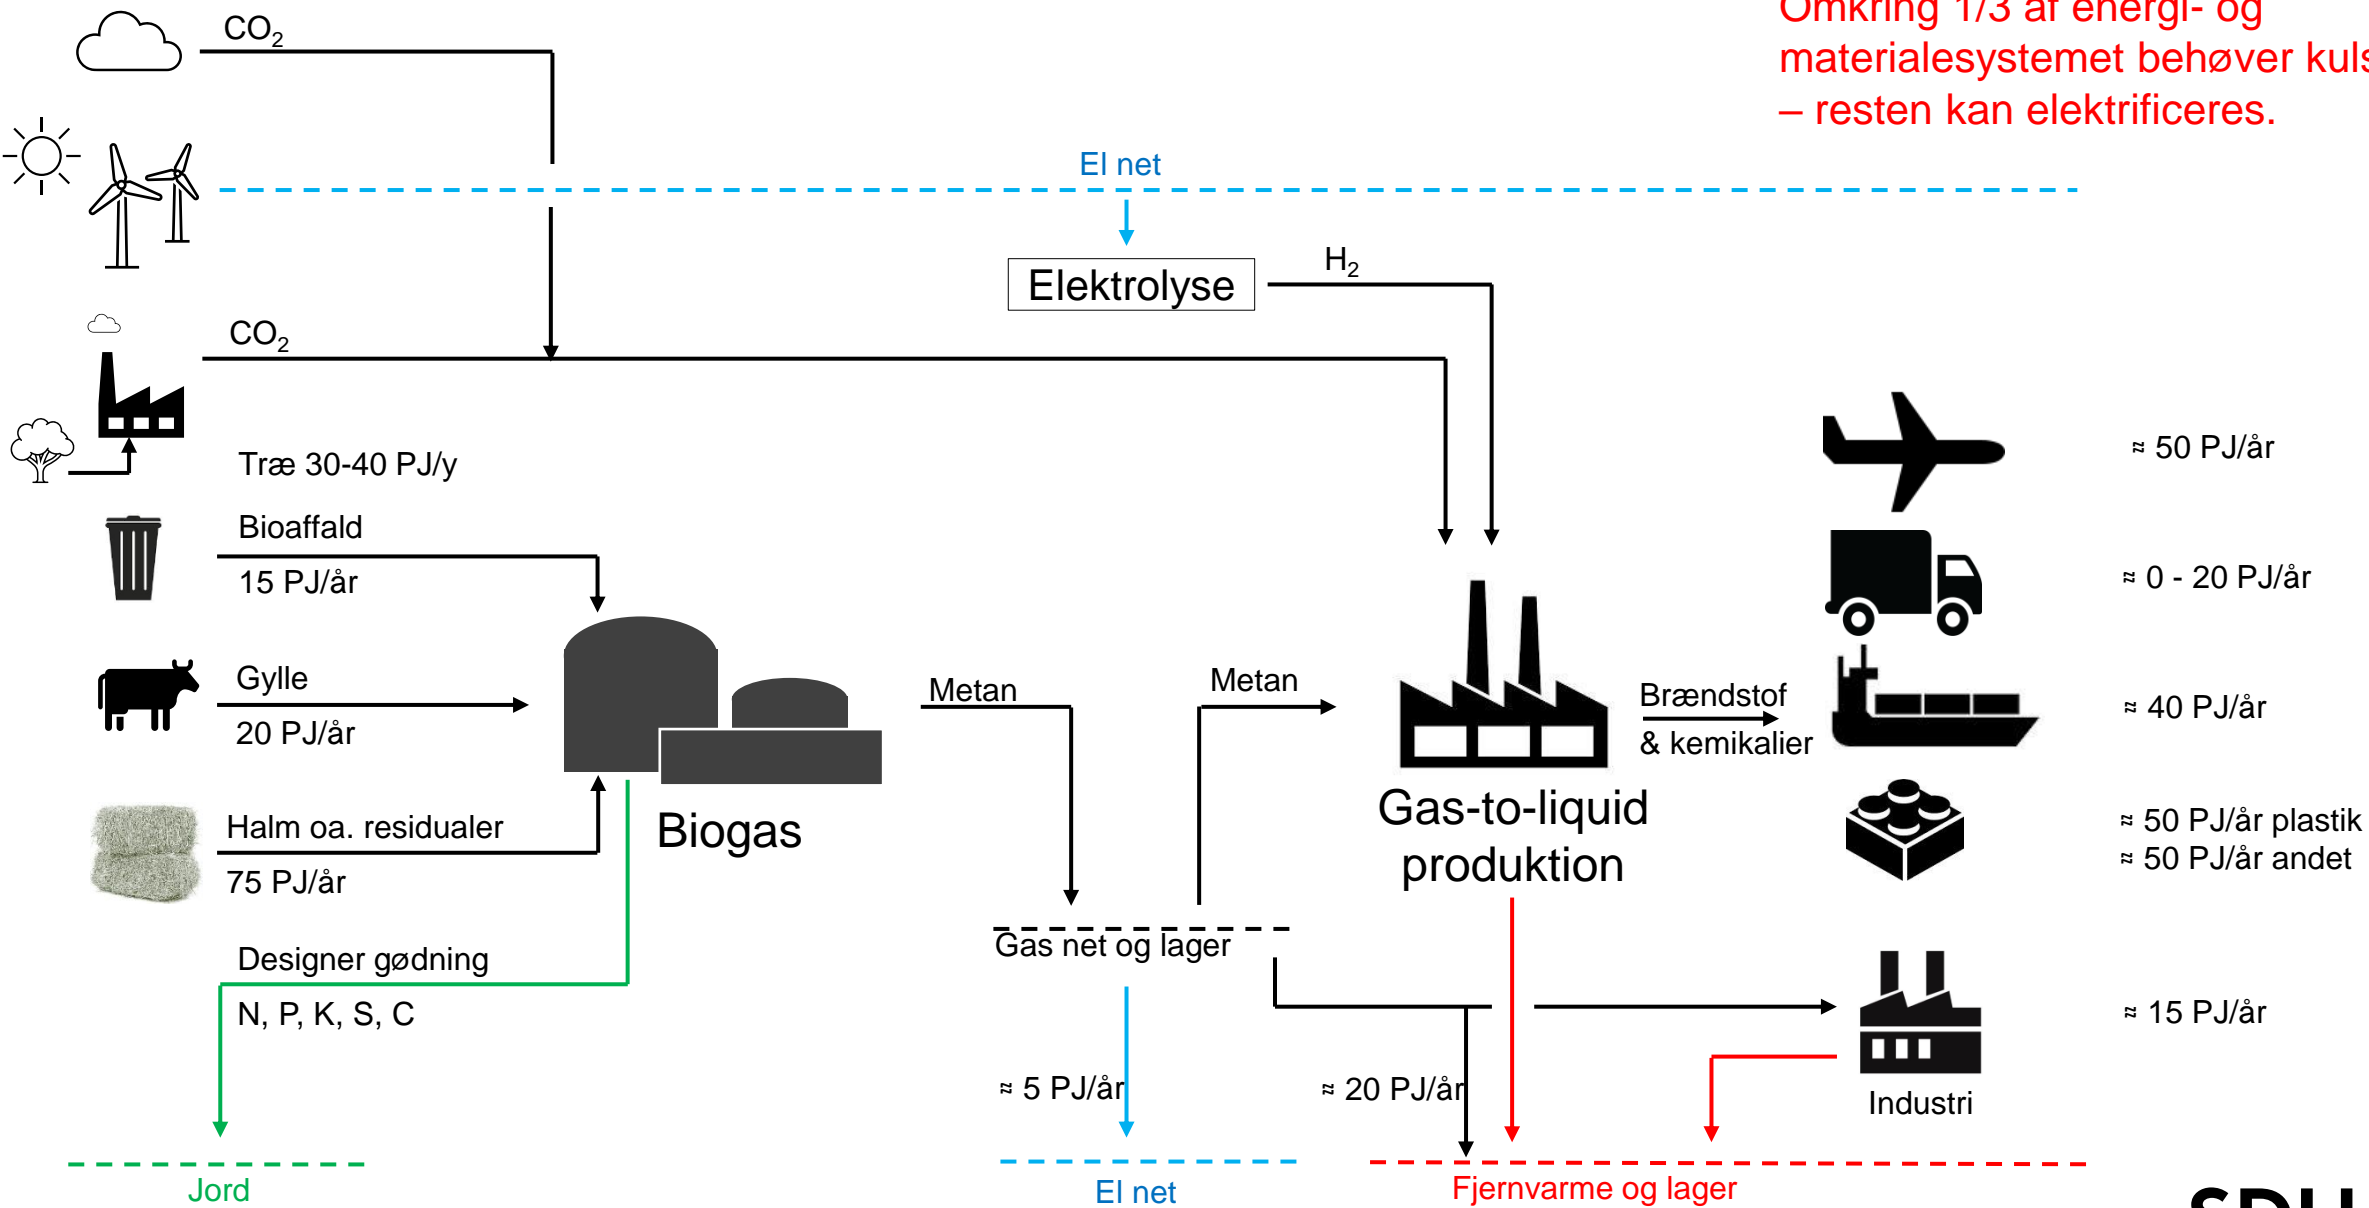 Omkring 1/3 af energi- og
materialesystemet behøver
– resten kan elektrificeres.
CO₂
El net
Elektrolyse
H₂
CO₂
Træ 30-40 PJ/y
Bioaffald
15 PJ/år
Gylle
20 PJ/år
Halm oa. residualer
75 PJ/år
Designer gødning
N, P, K, S, C
Jord
Biogas
Metan
Metan
Gas net og lager
Gas-to-liquid
produktion
Brændstof
& kemikalier
≈ 50 PJ/år
≈ 0 - 20 PJ/år
≈ 40 PJ/år
≈ 50 PJ/år plastik
≈ 50 PJ/år andet
≈ 15 PJ/år
Industri
≈ 5 PJ/år
≈ 20 PJ/år
El net
Fjernvarme og lager
SDU